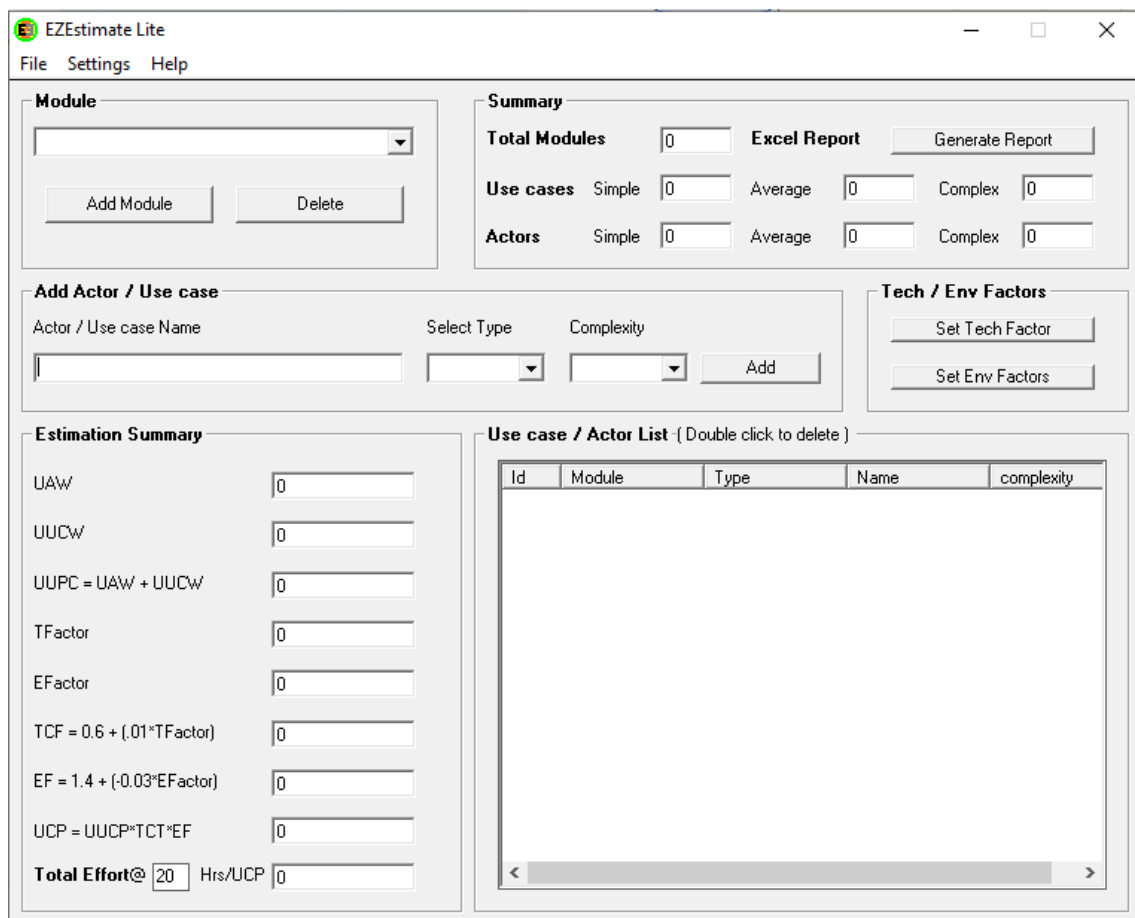 EZEstimate Lite
File Settings Help
Module
Add Module Delete
Summary
Total Modules 0 Excel Report Generate Report
Use cases Simple 0 Average 0 Complex 0
Actors Simple 0 Average 0 Complex 0
Add Actor / Use case
Actor / Use case Name Select Type Complexity
Add
Tech / Env Factors
Set Tech Factor
Set Env Factors
Estimation Summary
UAW 0
UUCW 0
UUPC = UAW + UUCW 0
TFactor 0
EFactor 0
TCF = 0.6 + (.01*TFactor) 0
EF = 1.4 + (-0.03*EFactor) 0
UCP = UUCP*TCT*EF 0
Total Effort@ 20 Hrs/UCP 0
Use case / Actor List ( Double click to delete )
Id Module Type Name complexity